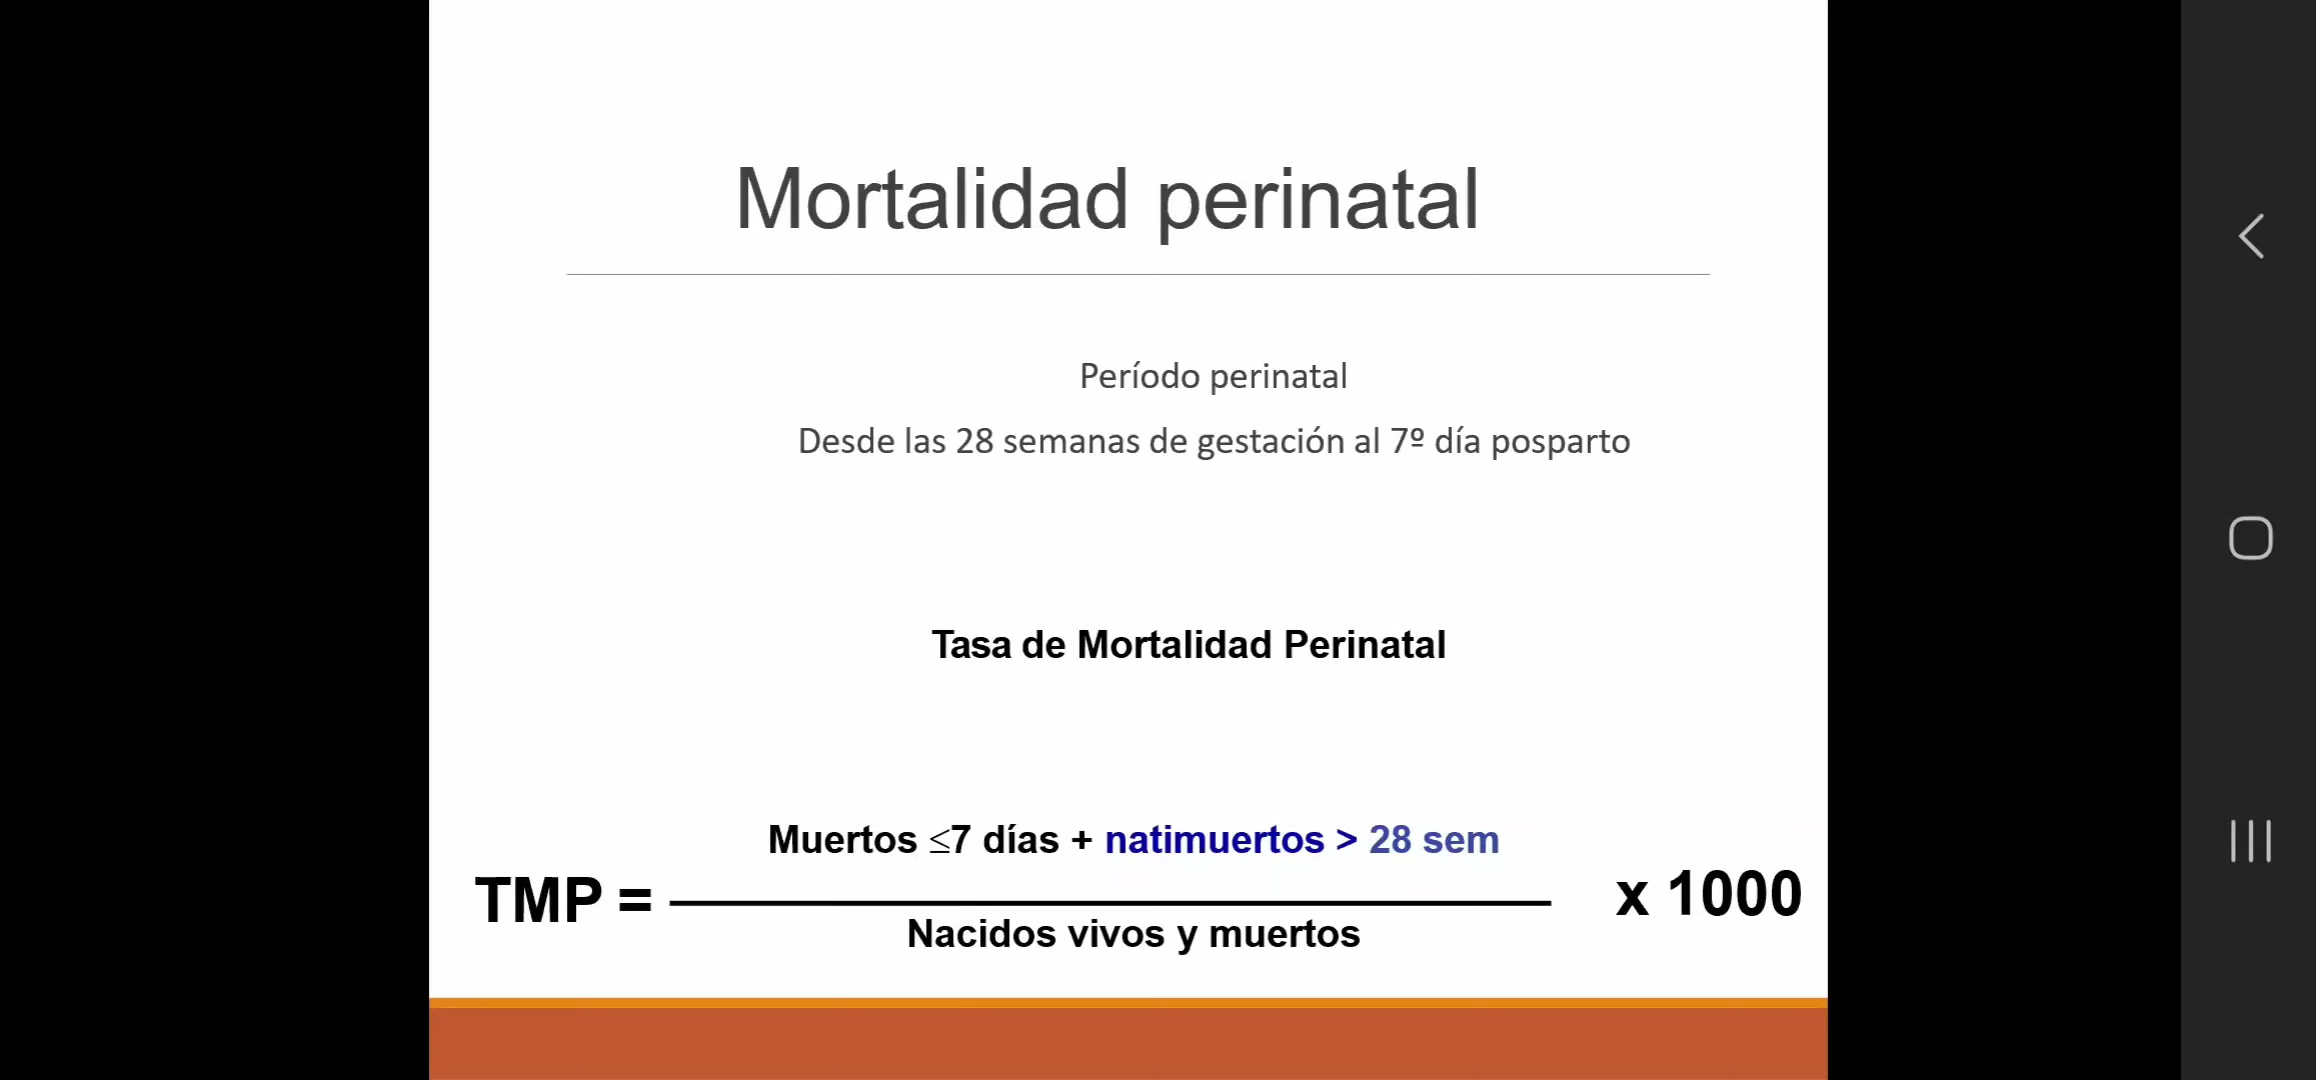 Mortalidad perinatal
Período perinatal
Desde las 28 semanas de gestación al 7º día posparto
Tasa de Mortalidad Perinatal
Muertos ≤7 días + natimuertos > 28 sem
TMP =
x 1000
Nacidos vivos y muertos